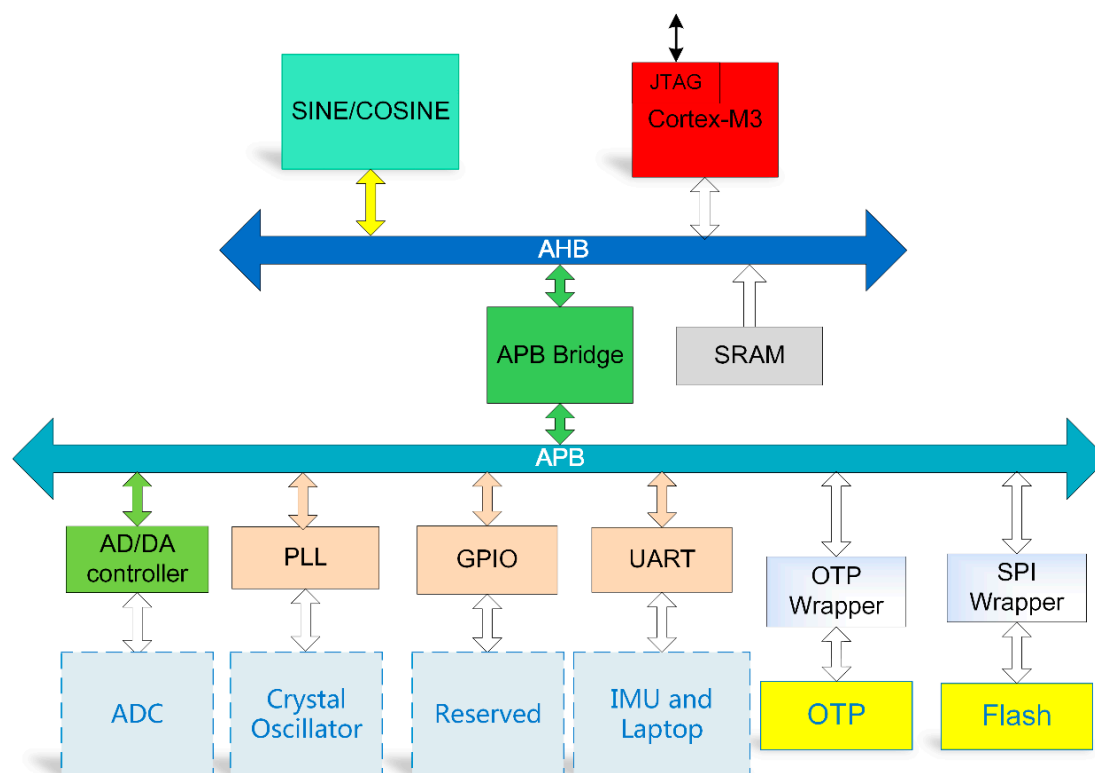 JTAG
SINE/COSINE
Cortex-M3
AHB
APB Bridge
SRAM
APB
AD/DA
controller
PLL
GPIO
UART
OTP
Wrapper
SPI
Wrapper
ADC
Crystal
Oscillator
Reserved
IMU and
Laptop
OTP
Flash